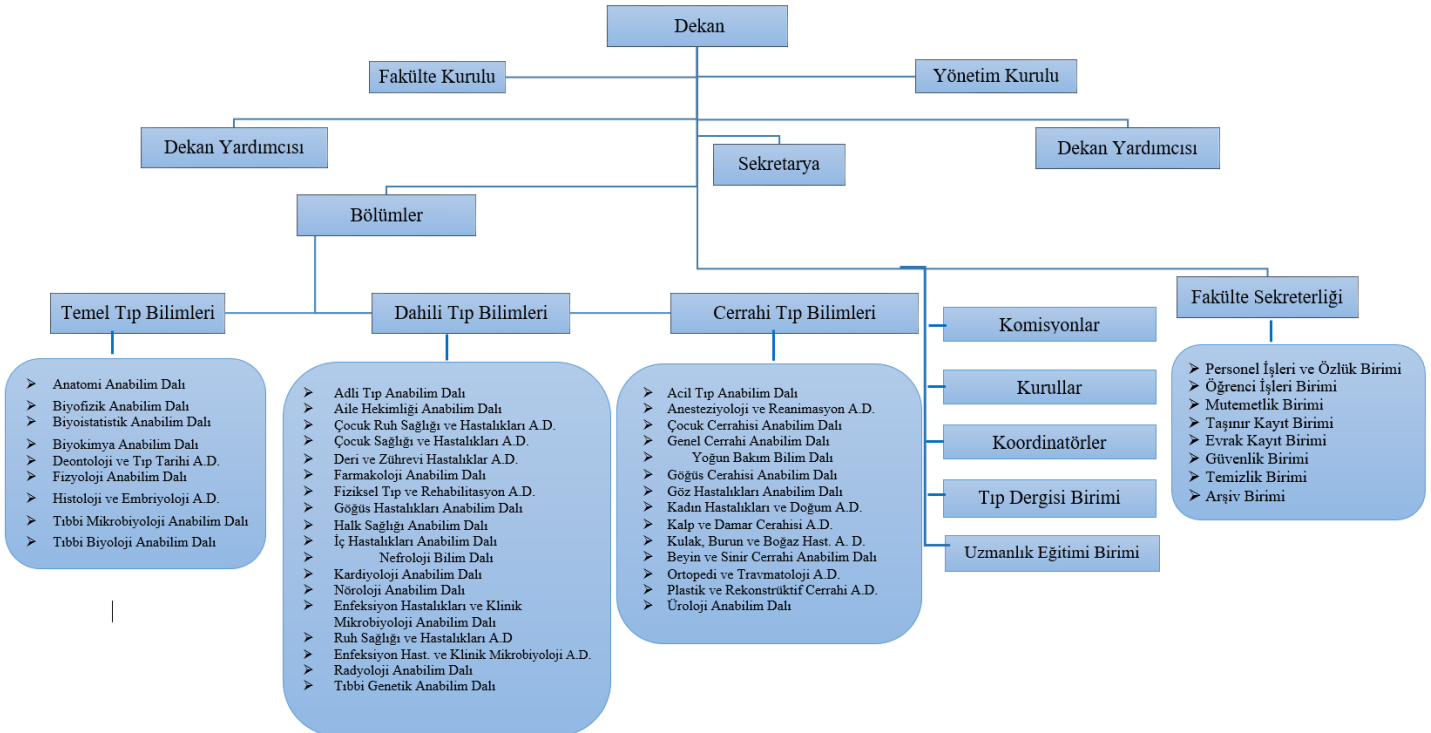 Dekan
Fakülte Kurulu
Yönetim Kurulu
Dekan Yardımcısı
Sekretarya
Dekan Yardımcısı
Bölümler
Temel Tıp Bilimleri
Dahili Tıp Bilimleri
Cerrahi Tıp Bilimleri
Fakülte Sekreterliği
➢ Anatomi Anabilim Dalı
➢ Biyofizik Anabilim Dalı
➢ Biyoistatistik Anabilim Dalı
➢ Biyokimya Anabilim Dalı
➢ Deontoloji ve Tıp Tarihi A.D.
➢ Fizyoloji Anabilim Dalı
➢ Histoloji ve Embriyoloji A.D.
➢ Tıbbi Mikrobiyoloji Anabilim Dalı
➢ Tıbbi Biyoloji Anabilim Dalı
➢ Adli Tıp Anabilim Dalı
➢ Aile Hekimliği Anabilim Dalı
➢ Çocuk Ruh Sağlığı ve Hastalıkları A.D.
➢ Çocuk Sağlığı ve Hastalıkları A.D.
➢ Deri ve Zührevi Hastalıklar A.D.
➢ Farmakoloji Anabilim Dalı
➢ Fiziksel Tıp ve Rehabilitasyon A.D.
➢ Göğüs Hastalıkları Anabilim Dalı
➢ Halk Sağlığı Anabilim Dalı
➢ İç Hastalıkları Anabilim Dalı
➢ Nefroloji Bilim Dalı
➢ Kardiyoloji Anabilim Dalı
➢ Nöroloji Anabilim Dalı
➢ Enfeksiyon Hastalıkları ve Klinik
Mikrobiyoloji Anabilim Dalı
➢ Ruh Sağlığı ve Hastalıkları A.D
➢ Enfeksiyon Hast. ve Klinik Mikrobiyoloji A.D.
➢ Radyoloji Anabilim Dalı
➢ Tıbbi Genetik Anabilim Dalı
➢ Acil Tıp Anabilim Dalı
➢ Anesteziyoloji ve Reanimasyon A.D.
➢ Çocuk Cerrahisi Anabilim Dalı
➢ Genel Cerrahi Anabilim Dalı
➢ Yoğun Bakım Bilim Dalı
➢ Göğüs Cerahisi Anabilim Dalı
➢ Göz Hastalıkları Anabilim Dalı
➢ Kadın Hastalıkları ve Doğum A.D.
➢ Kalp ve Damar Cerahisi A.D.
➢ Kulak, Burun ve Boğaz Hast. A. D.
➢ Beyin ve Sinir Cerrahi Anabilim Dalı
➢ Ortopedi ve Travmatoloji A.D.
➢ Plastik ve Rekonstrüktif Cerrahi A.D.
➢ Üroloji Anabilim Dalı
Komisyonlar
Kurullar
Koordinatörler
Tıp Dergisi Birimi
Uzmanlık Eğitimi Birimi
➢ Personel İşleri ve Özlük Birimi
➢ Öğrenci İşleri Birimi
➢ Mutemetlik Birimi
➢ Taşınır Kayıt Birimi
➢ Evrak Kayıt Birimi
➢ Güvenlik Birimi
➢ Temizlik Birimi
➢ Arşiv Birimi